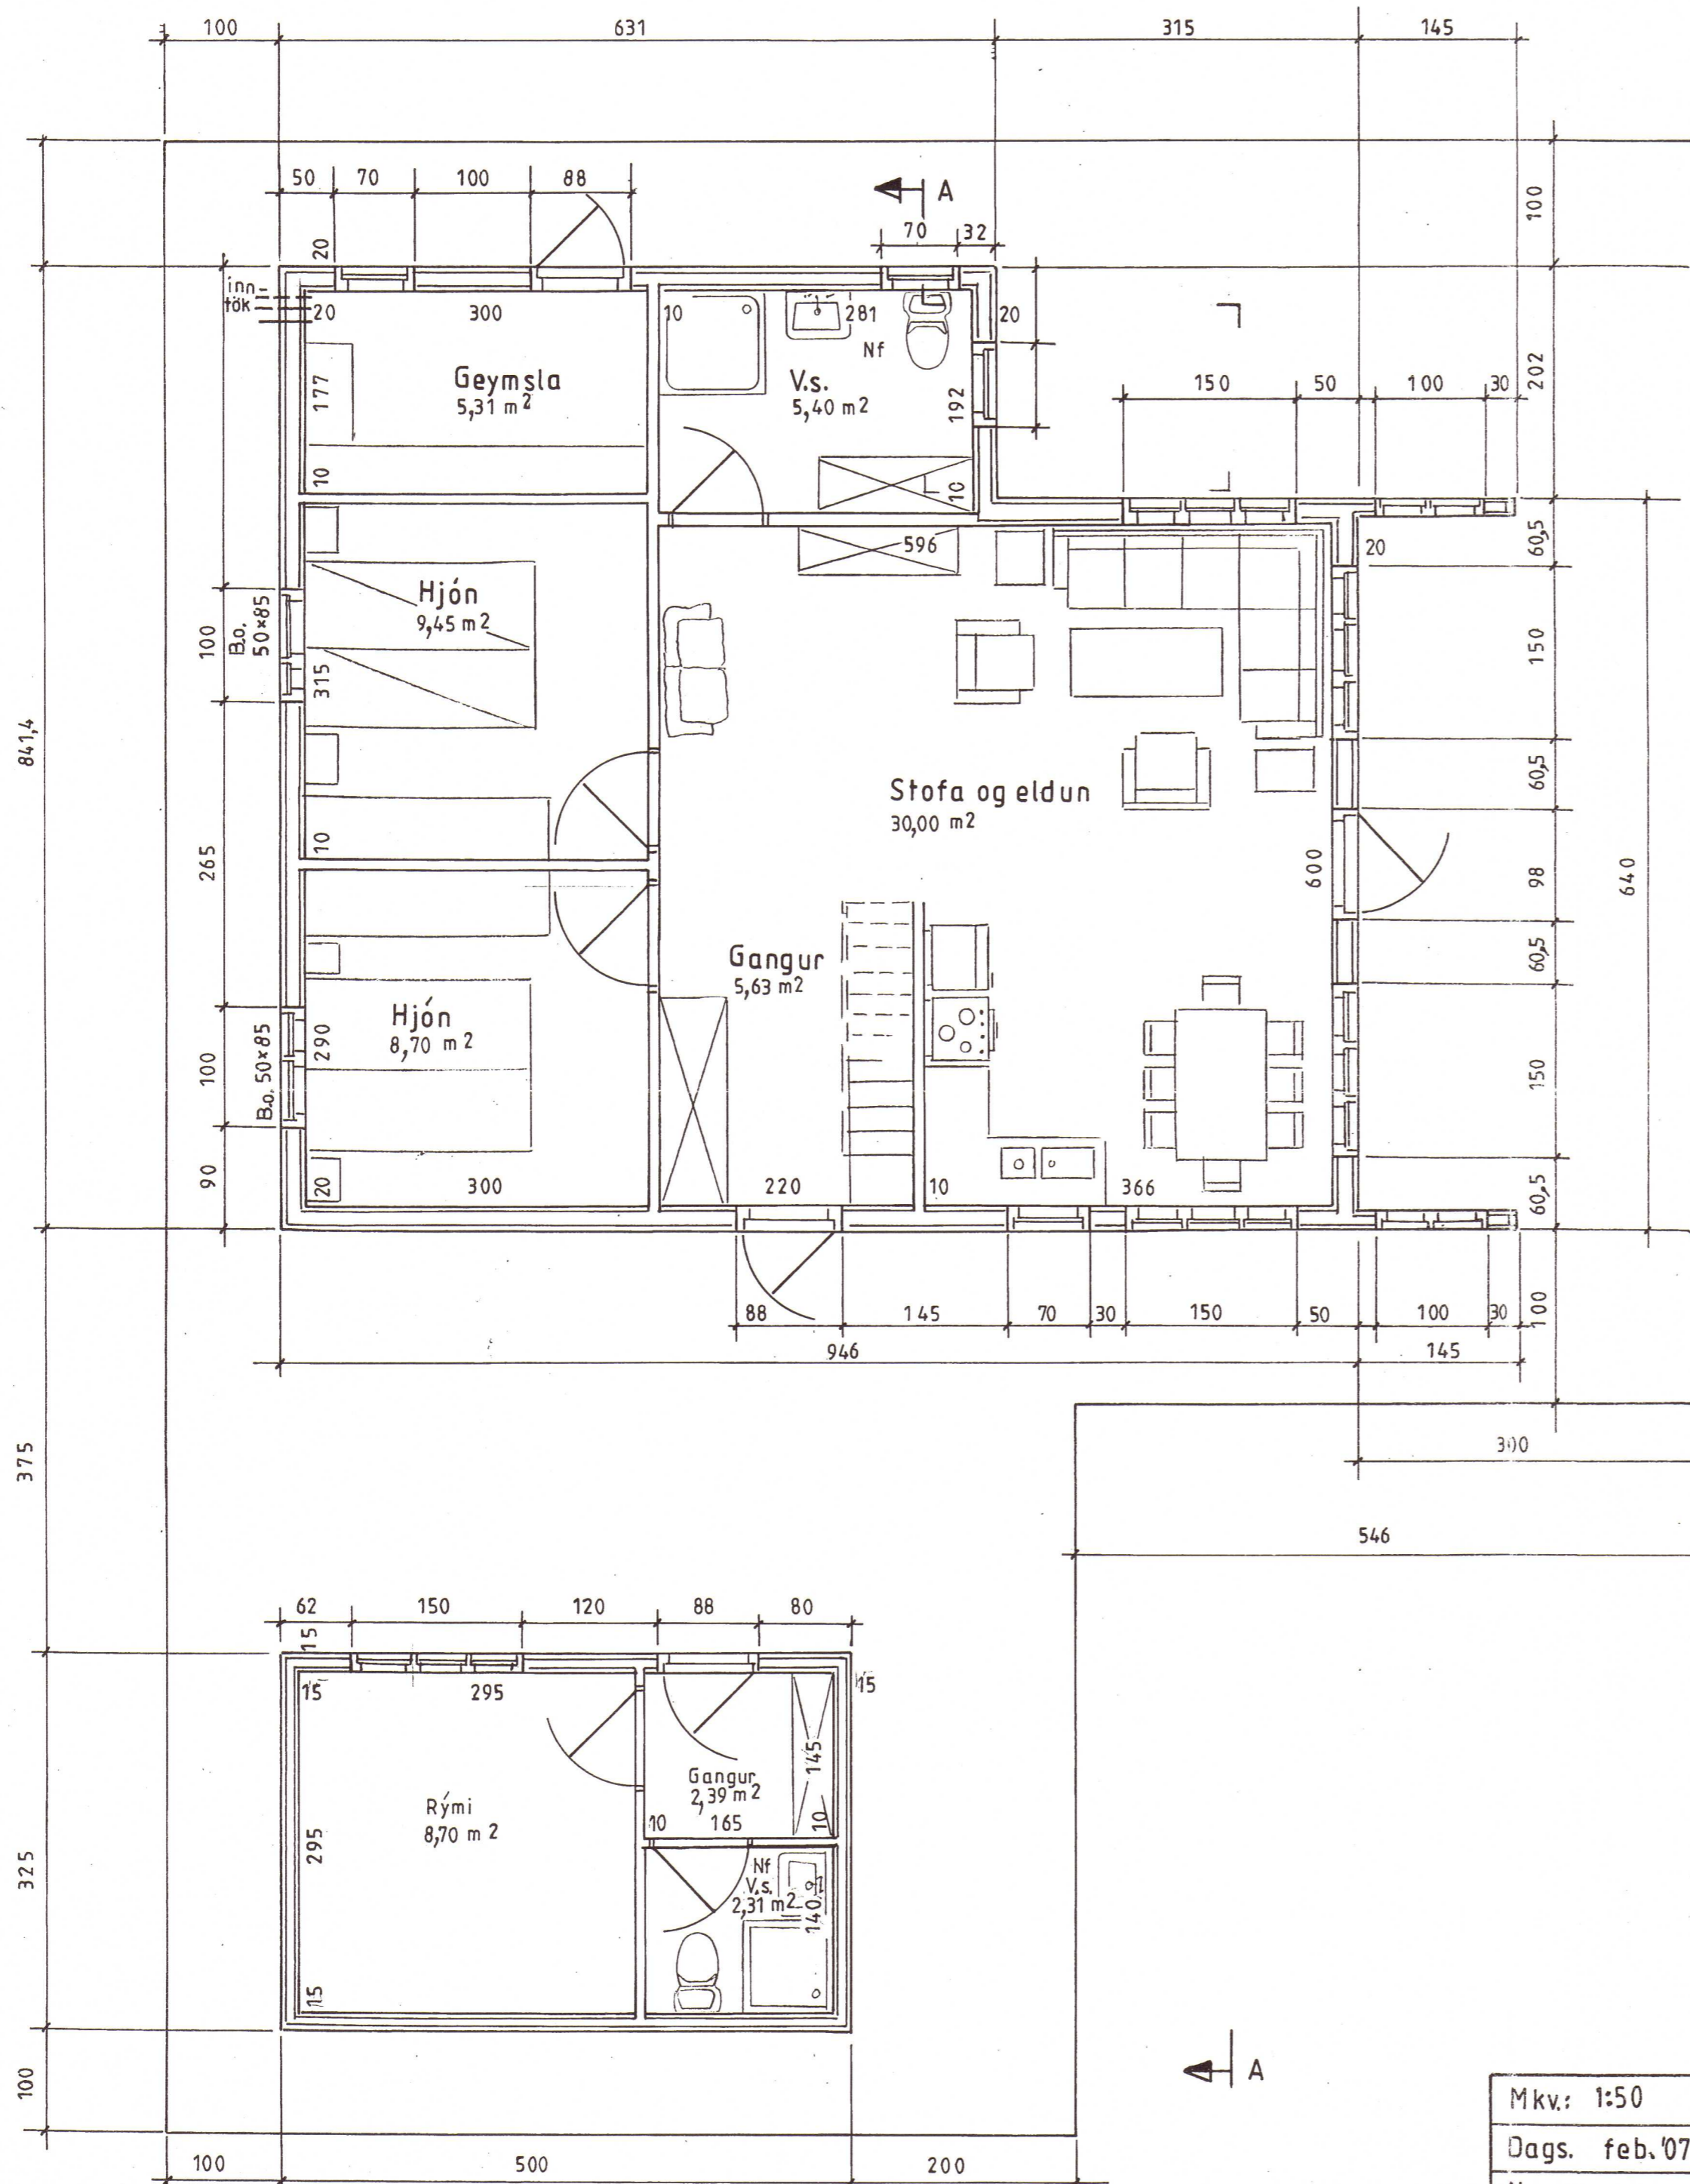 100 631 315 145
50 70 100 88
A
70 32
100
20
inn-
tök
20 300 10 281 20
Nf
Geymsla
5,31 m2
V.s.
5,40 m2
177
192
202
150 50 100 30
10
10
596
20
60,5
Hjón
9,45 m2
100
B.o.
50×85
315
150
841,4
Stofa og eldun
30,00 m2
60,5
10
265
600
98
640
Gangur
5,63 m2
60,5
Hjón
8,70 m2
290
100
B.o. 50×85
150
90
20
300
220
10
366
60,5
88 145 70 30 150 50 100 30
100
946 145
375
300
546
62 150 120 88 80
15
15 295 15
145
Gangur
2,39 m2
10 165 10
Rými
8,70 m2
295
325
Nf
V.s.
2,31 m2
140
15
A
100
Mkv.: 1:50
Dags. feb. '07
100 500 200